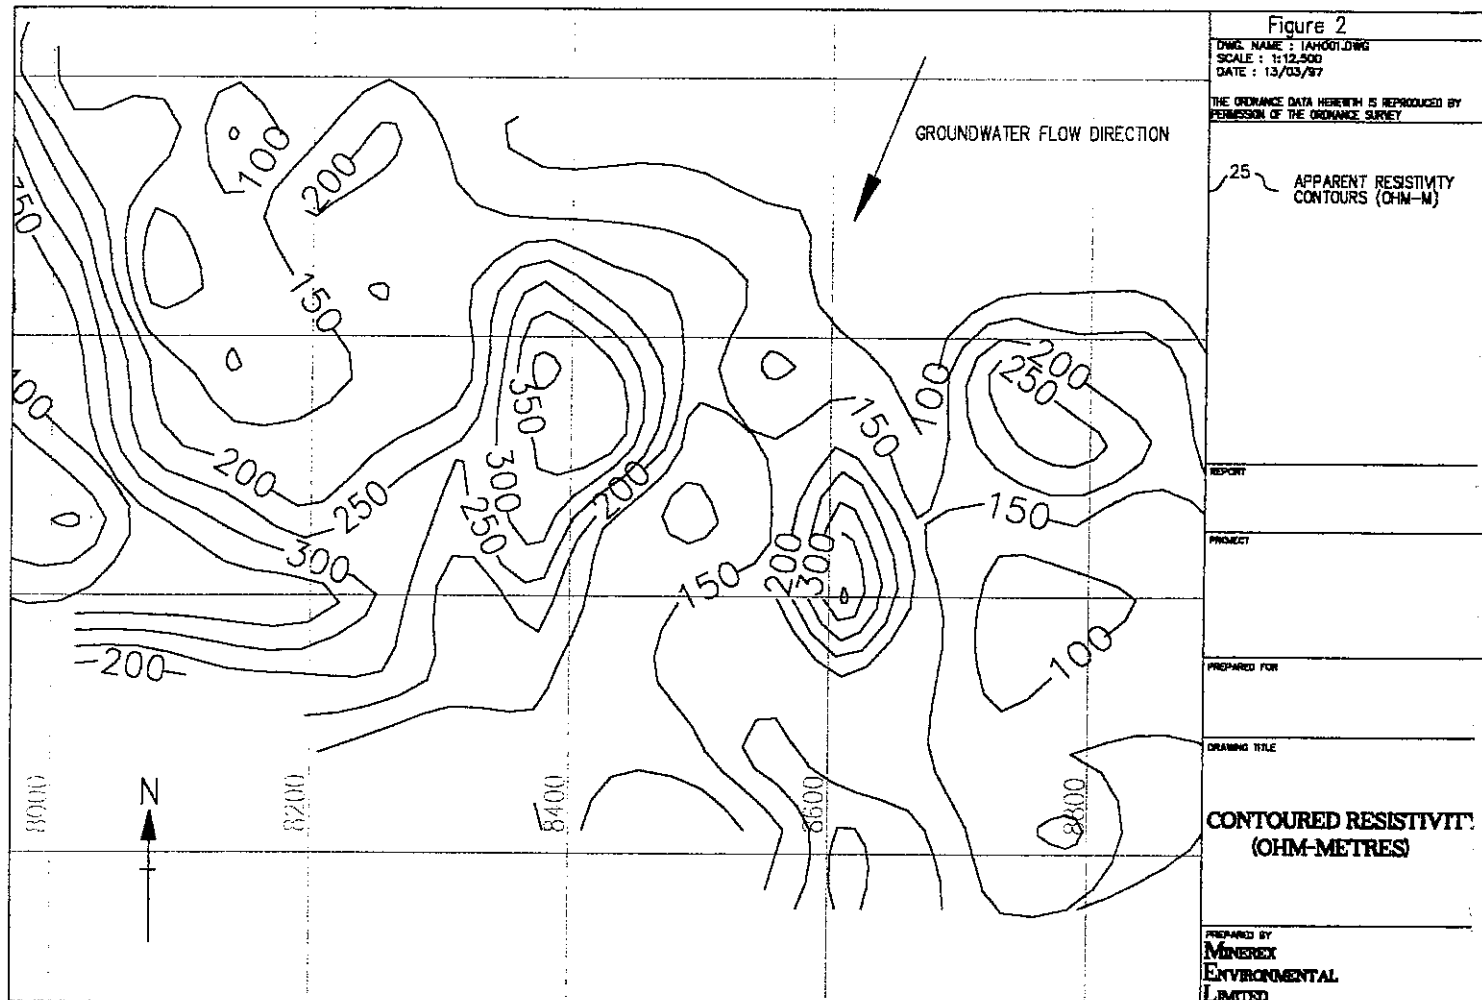 Figure 2
DWG. NAME : IAH001.DWG
SCALE : 1:12,500
DATE : 13/03/97
THE ORDNANCE DATA HEREWITH IS REPRODUCED BY
PERMISSION OF THE ORDNANCE SURVEY
25
APPARENT RESISTIVITY
CONTOURS (OHM-M)
REPORT
PROJECT
PREPARED FOR
DRAWING TITLE
CONTOURED RESISTIVITY
(OHM-METRES)
PREPARED BY
MINEREX
ENVIRONMENTAL
LIMITED
GROUNDWATER FLOW DIRECTION
100
200
150
150
100
200
250
350
150
200
250
300
200
300
250
150
150
200
300
100
200
N
8000
8200
8400
8600
8800